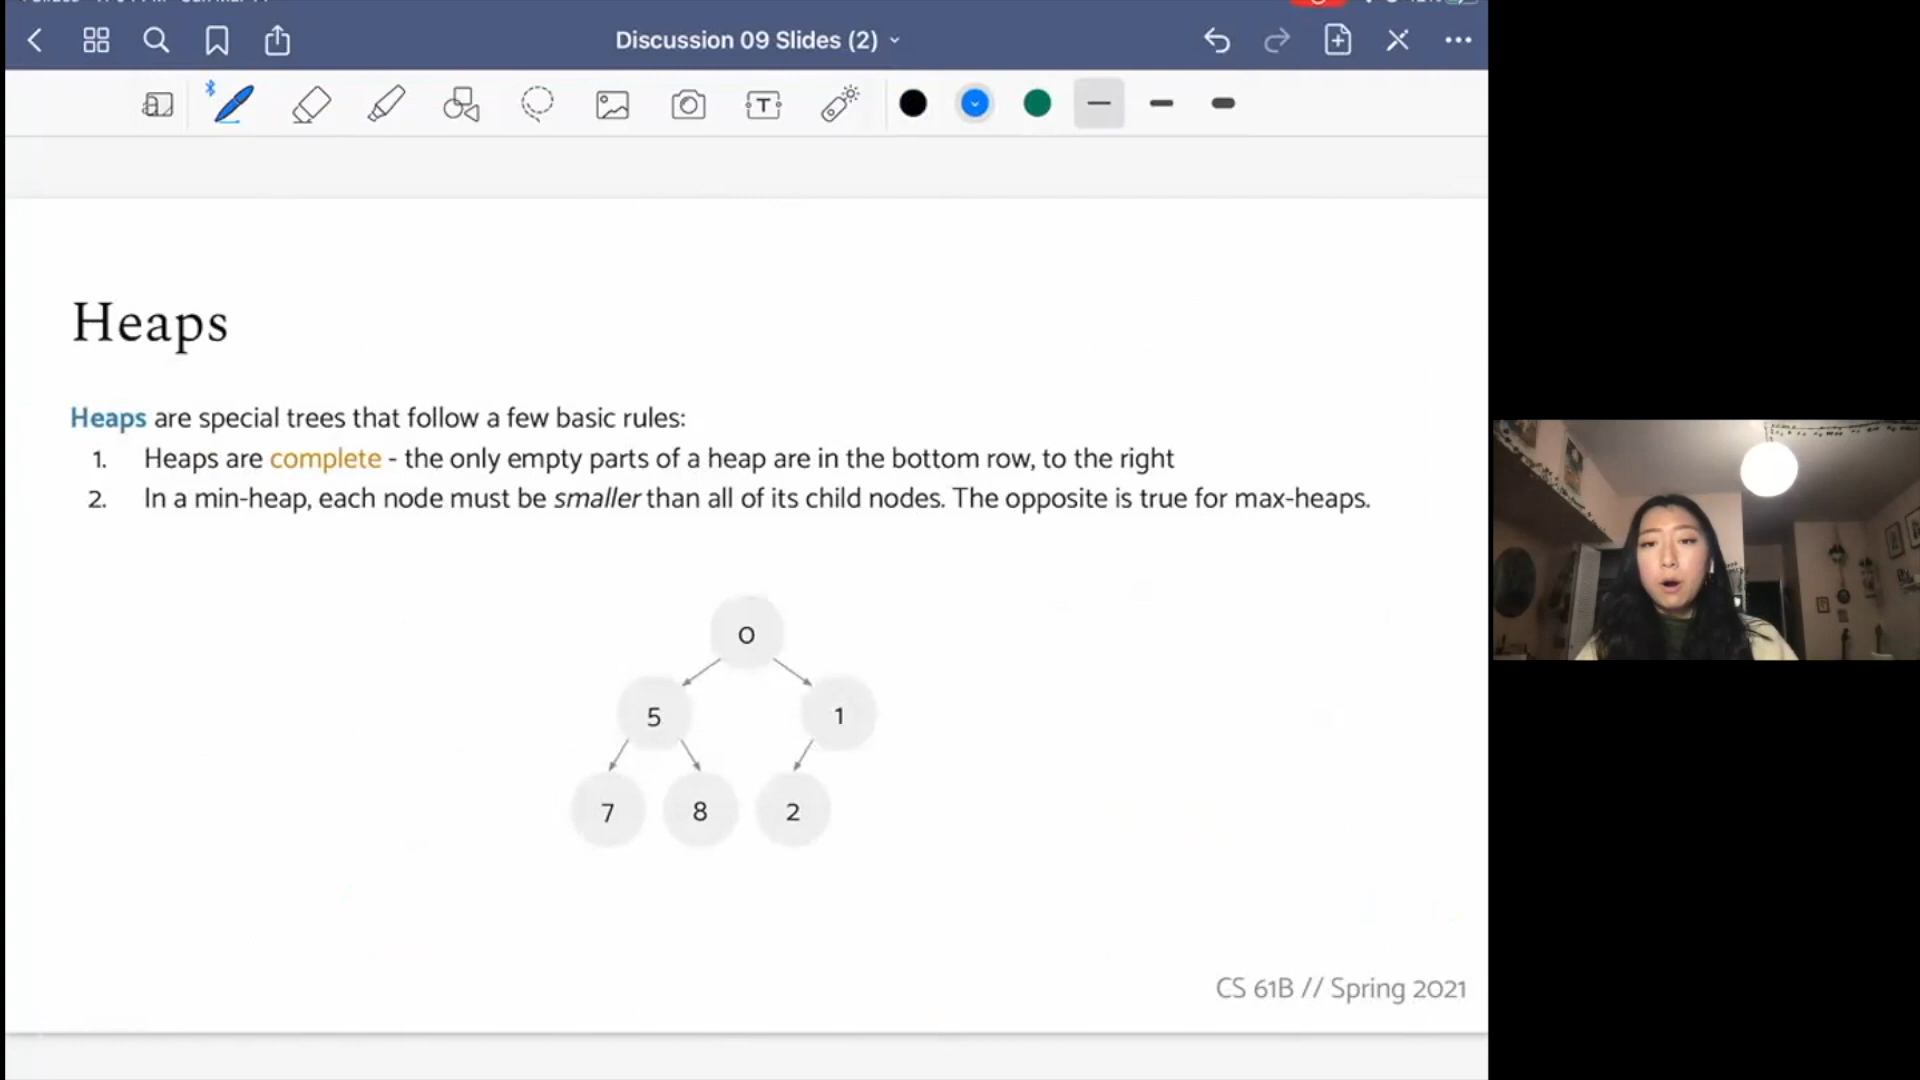 Discussion 09 Slides (2)
T
Heaps
Heaps are special trees that follow a few basic rules:
1. Heaps are complete - the only empty parts of a heap are in the bottom row, to the right
2. In a min-heap, each node must be smaller than all of its child nodes. The opposite is true for max-heaps.
0
5 1
7 8 2
CS 61B // Spring 2021